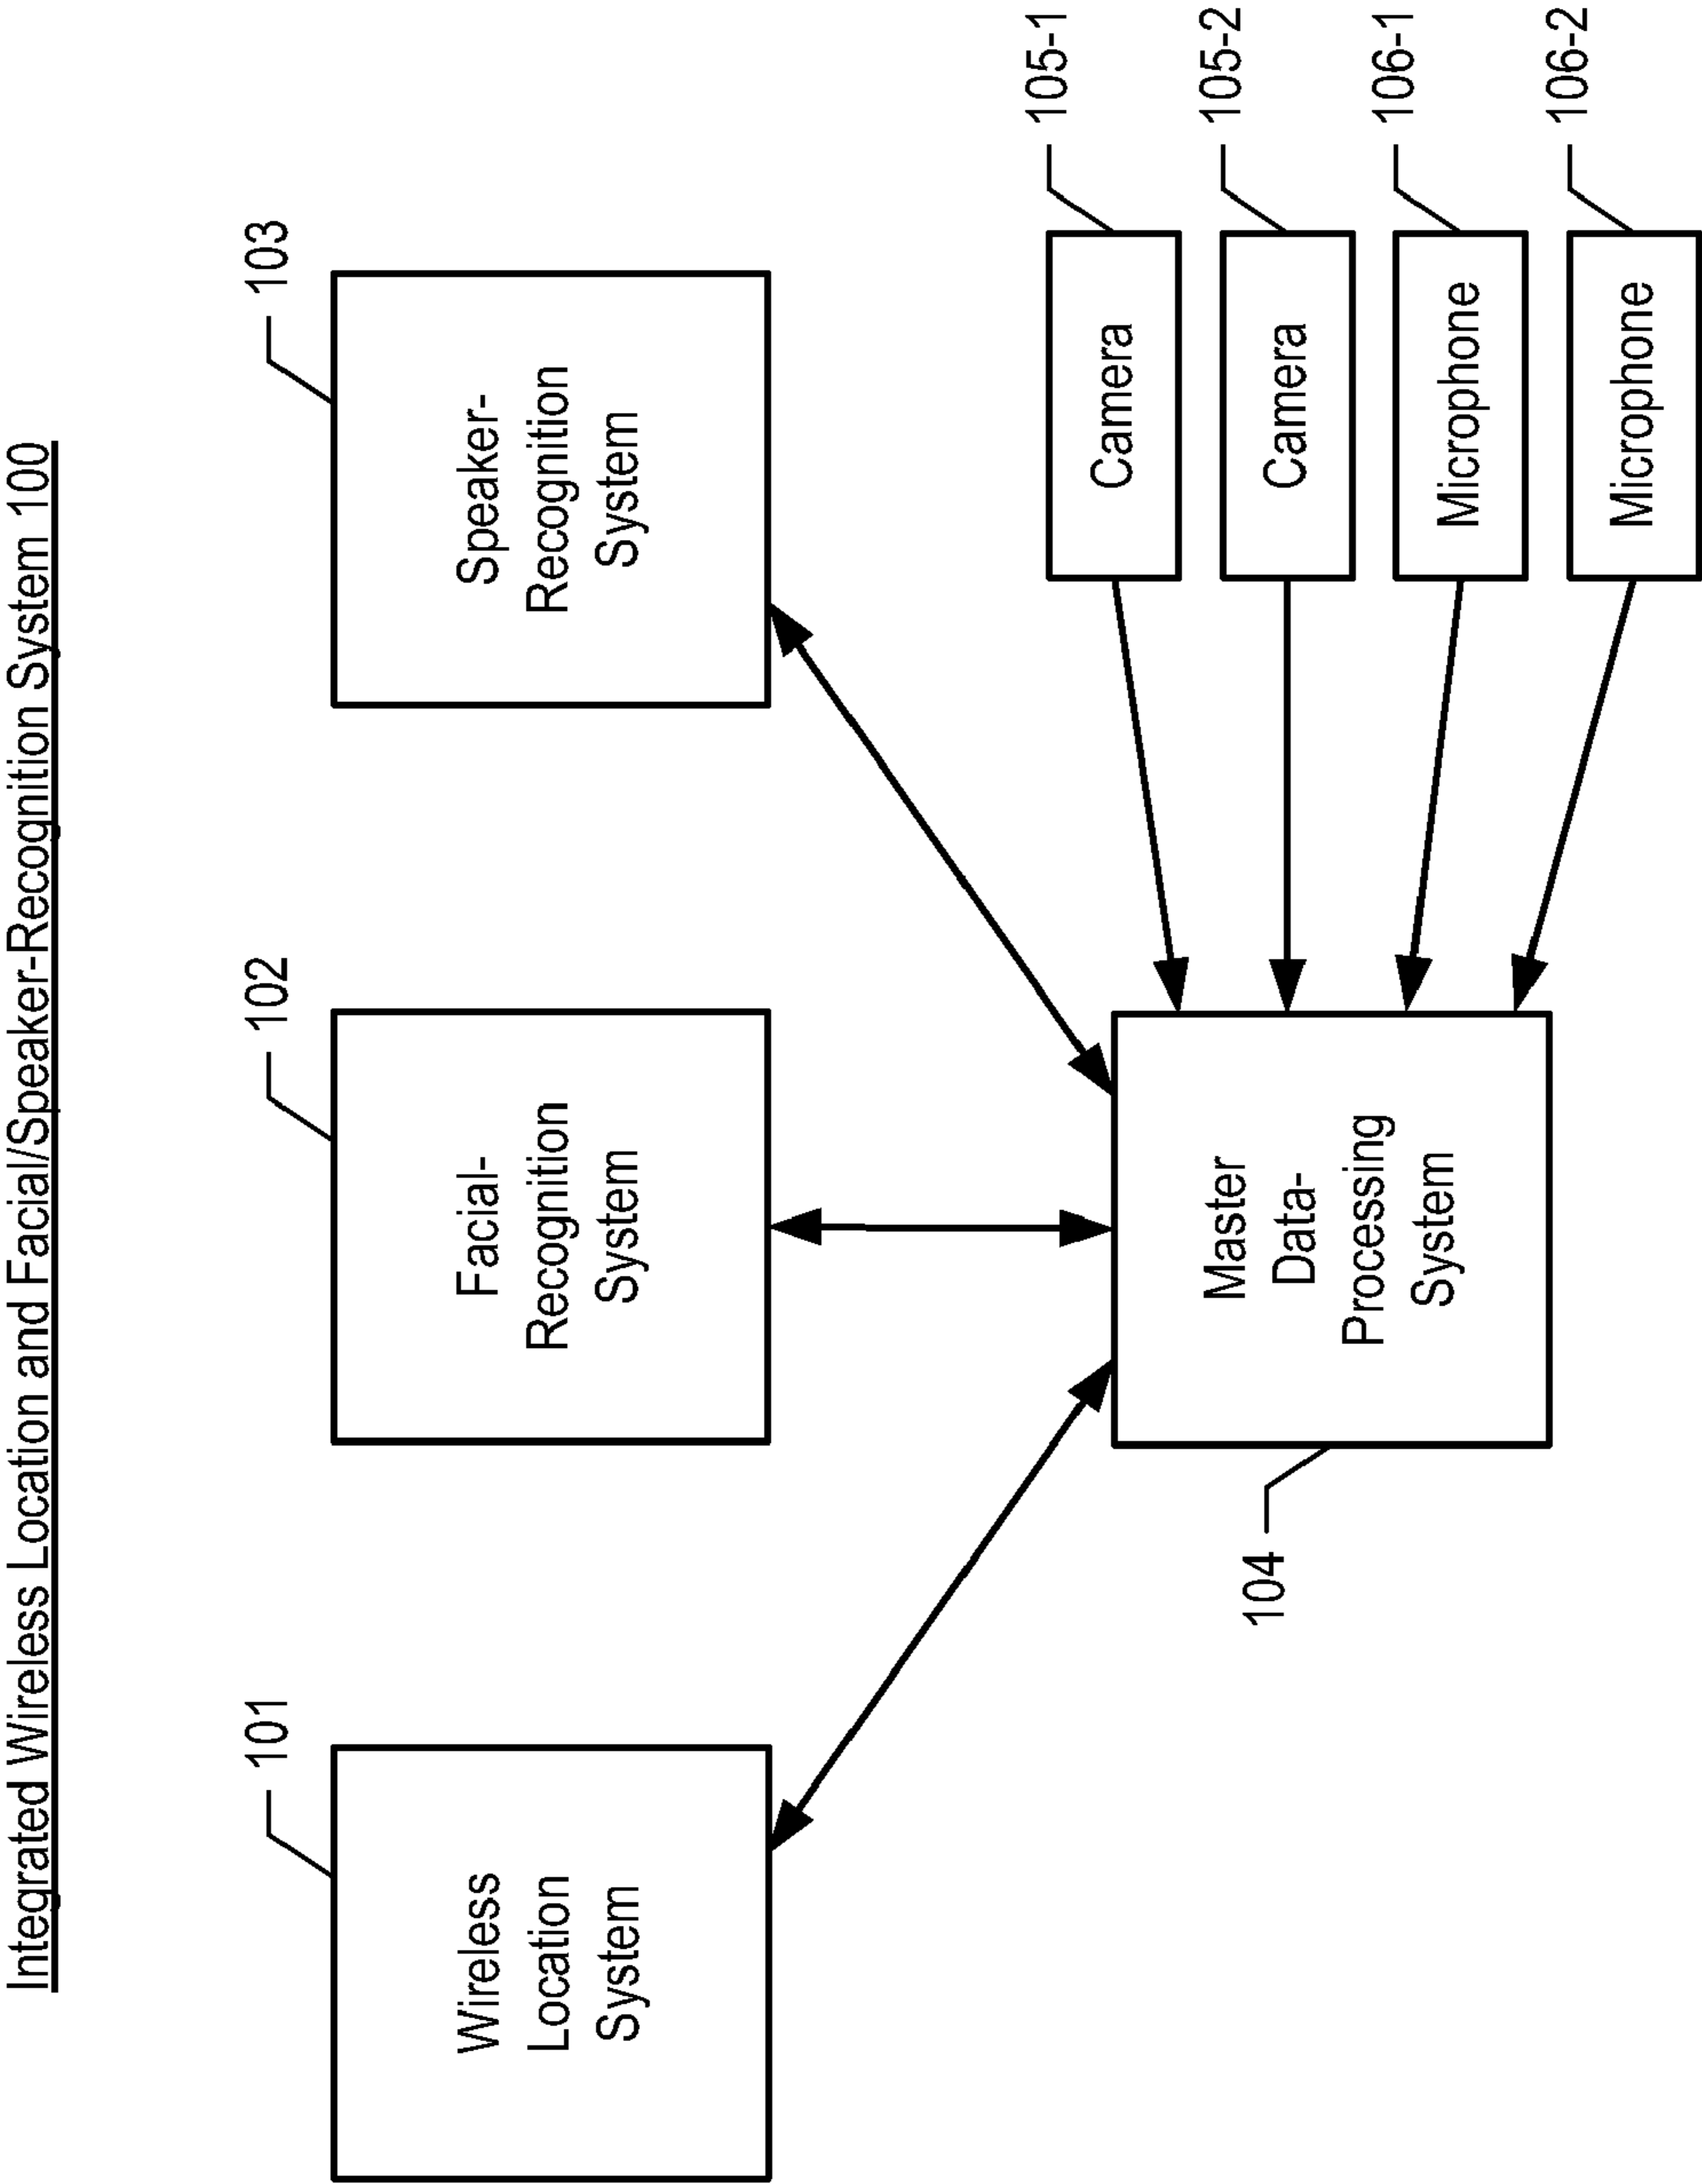 Integrated Wireless Location and Facial/Speaker-Recognition System 100
101
102
103
Wireless
Location
System
Facial-
Recognition
System
Speaker-
Recognition
System
104
Master
Data-
Processing
System
Camera
105-1
Camera
105-2
Microphone
106-1
Microphone
106-2